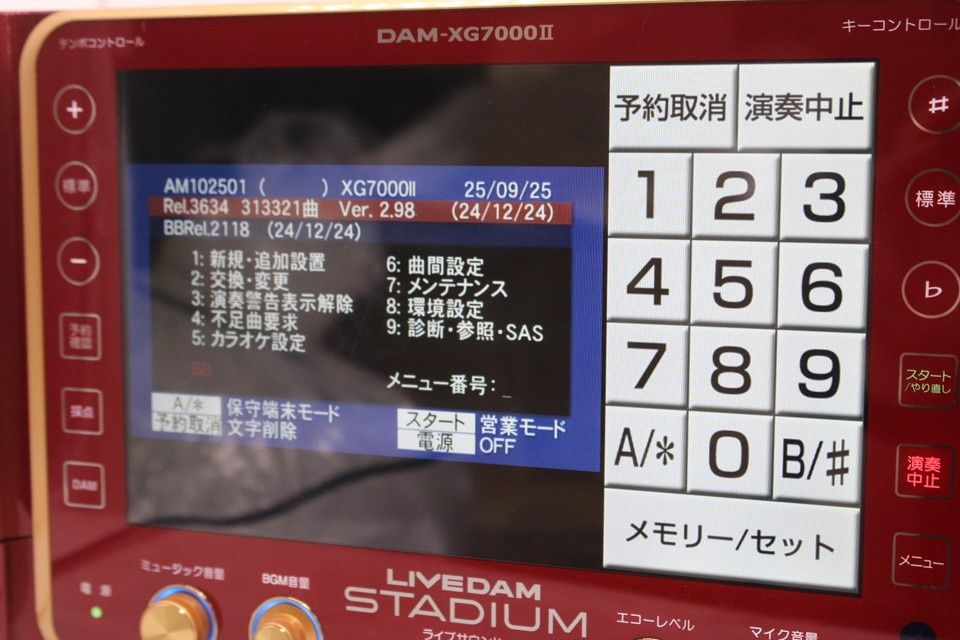 DAM-XG7000Ⅱ
テンポコントロール
キーコントロール
+
標準
−
予約確認
採点
DAM
電源
AM102501 (        ) XG7000Ⅱ 25/09/25
Rel.3634 313321曲 Ver. 2.98 (24/12/24)
BBRel.2118 (24/12/24)
1: 新規・追加設置
2: 交換・変更
3: 演奏警告表示解除
4: 不足曲要求
5: カラオケ設定
6: 曲間設定
7: メンテナンス
8: 環境設定
9: 診断・参照・SAS
BB
メニュー番号: _
A/* 保守端末モード
予約取消 文字削除
スタート 営業モード
電源 OFF
予約取消 演奏中止
1 2 3
4 5 6
7 8 9
A/* 0 B/♯
メモリー/セット
♯
標準
♭
スタート
/やり直し
演奏
中止
メニュー
ミュージック音量
BGM音量
LIVEDAM
STADIUM
ライブサウンド
エコーレベル
マイク音量